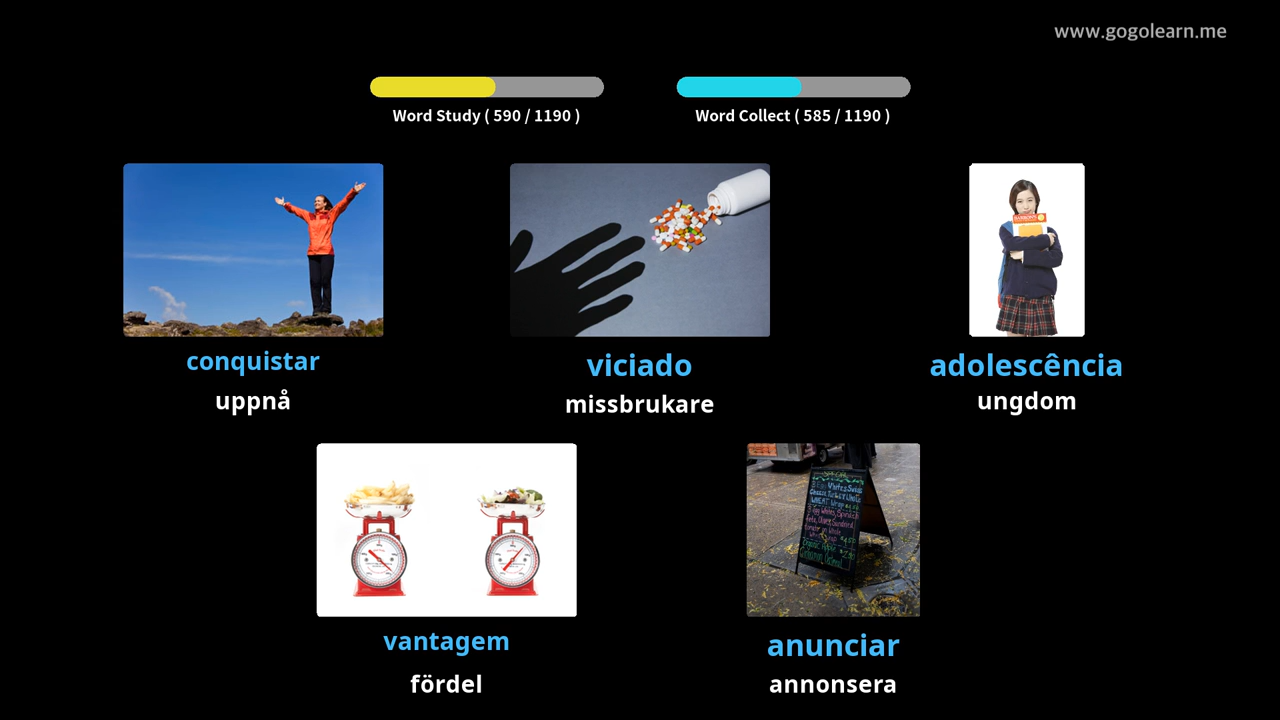 www.gogolearn.me
Word Study ( 590 / 1190 )
Word Collect ( 585 / 1190 )
conquistar
uppnå
viciado
missbrukare
adolescência
ungdom
vantagem
fördel
anunciar
annonsera